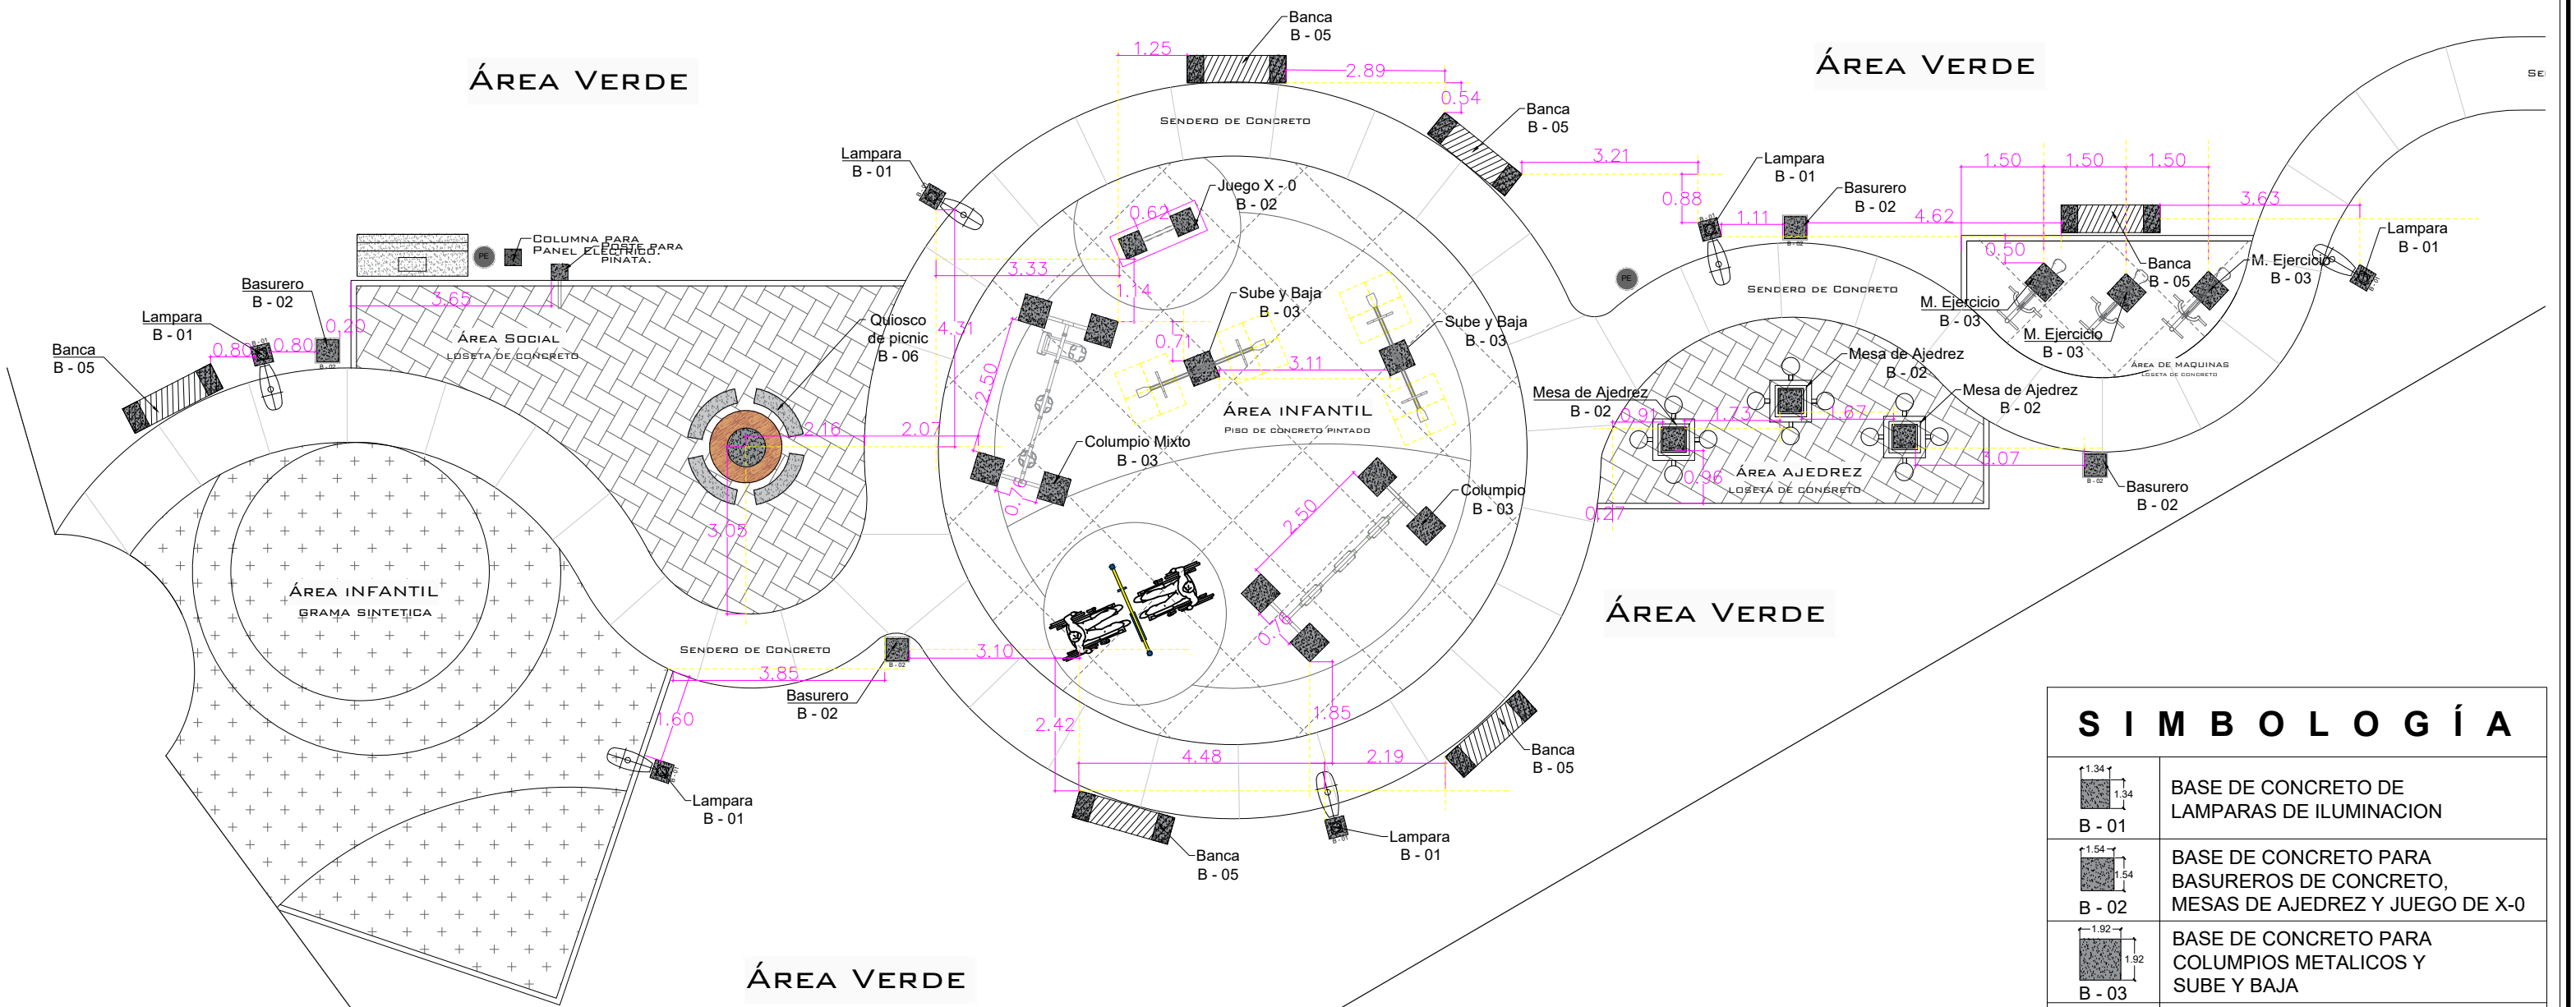 ÁREA VERDE
ÁREA VERDE
ÁREA VERDE
ÁREA VERDE
Banca
B - 05
1.25
2.89
0.54
Banca
B - 05
SENDERO DE CONCRETO
3.21
0.88
Lampara
B - 01
Lampara
B - 01
Basurero
B - 02
1.11
4.62
1.50
1.50
1.50
3.63
0.50
Lampara
B - 01
Banca
B - 05
M. Ejercicio
B - 03
M. Ejercicio
B - 03
M. Ejercicio
B - 03
ÁREA DE MAQUINAS
LOSETA DE CONCRETO
SENDERO DE CONCRETO
PE
Juego X - 0
B - 02
0.62
3.33
1.14
4.31
COLUMNA PARA
PANEL ELECTRICO.
POSTE PARA
PIÑATA.
PE
3.65
Basurero
B - 02
0.20
Lampara
B - 01
0.80
0.80
Banca
B - 05
ÁREA SOCIAL
LOSETA DE CONCRETO
Quiosco
de picnic
B - 06
2.16
2.07
3.05
2.50
0.76
Sube y Baja
B - 03
0.71
3.11
Sube y Baja
B - 03
ÁREA INFANTIL
PISO DE CONCRETO PINTADO
Columpio Mixto
B - 03
Columpio
B - 03
2.50
0.76
Mesa de Ajedrez
B - 02
Mesa de Ajedrez
B - 02
Mesa de Ajedrez
B - 02
0.91
1.73
1.67
0.96
0.27
3.07
ÁREA AJEDREZ
LOSETA DE CONCRETO
Basurero
B - 02
ÁREA INFANTIL
GRAMA SINTETICA
SENDERO DE CONCRETO
3.85
3.10
Basurero
B - 02
1.60
Lampara
B - 01
2.42
4.48
1.85
2.19
Banca
B - 05
Banca
B - 05
Lampara
B - 01
SIMBOLOGÍA
1.34
1.34
B - 01
BASE DE CONCRETO DE
LAMPARAS DE ILUMINACION
1.54
1.54
B - 02
BASE DE CONCRETO PARA
BASUREROS DE CONCRETO,
MESAS DE AJEDREZ Y JUEGO DE X-0
1.92
1.92
B - 03
BASE DE CONCRETO PARA
COLUMPIOS METALICOS Y
SUBE Y BAJA